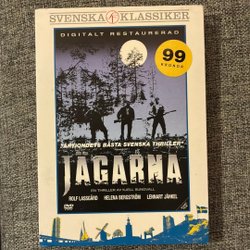 SVENSKA KLASSIKER
DIGITALT RESTAURERAD
99
KRONOR
"ÅRTIONDETS BÄSTA SVENSKA THRILLER"
JÄGARNA
EN THRILLER AV KJELL SUNDVALL
ROLF LASSGÅRD HELENA BERGSTRÖM LENNART JÄHKEL
DVD